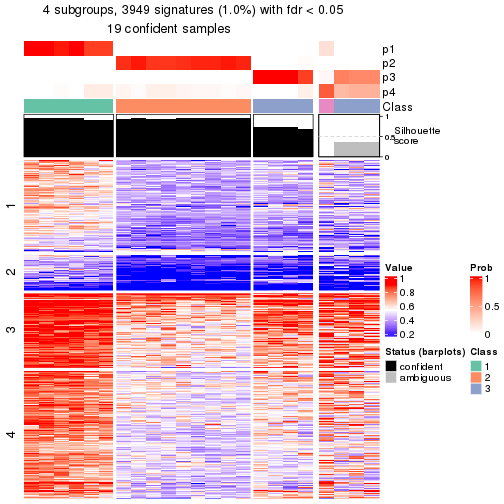 4 subgroups, 3949 signatures (1.0%) with fdr < 0.05
19 confident samples
p1
p2
p3
p4
Class
1
0.5
0
Silhouette
score
1
2
3
4
Value
1
0.8
0.6
0.4
0.2
Prob
1
0.5
0
Status (barplots)
confident
ambiguous
Class
1
2
3